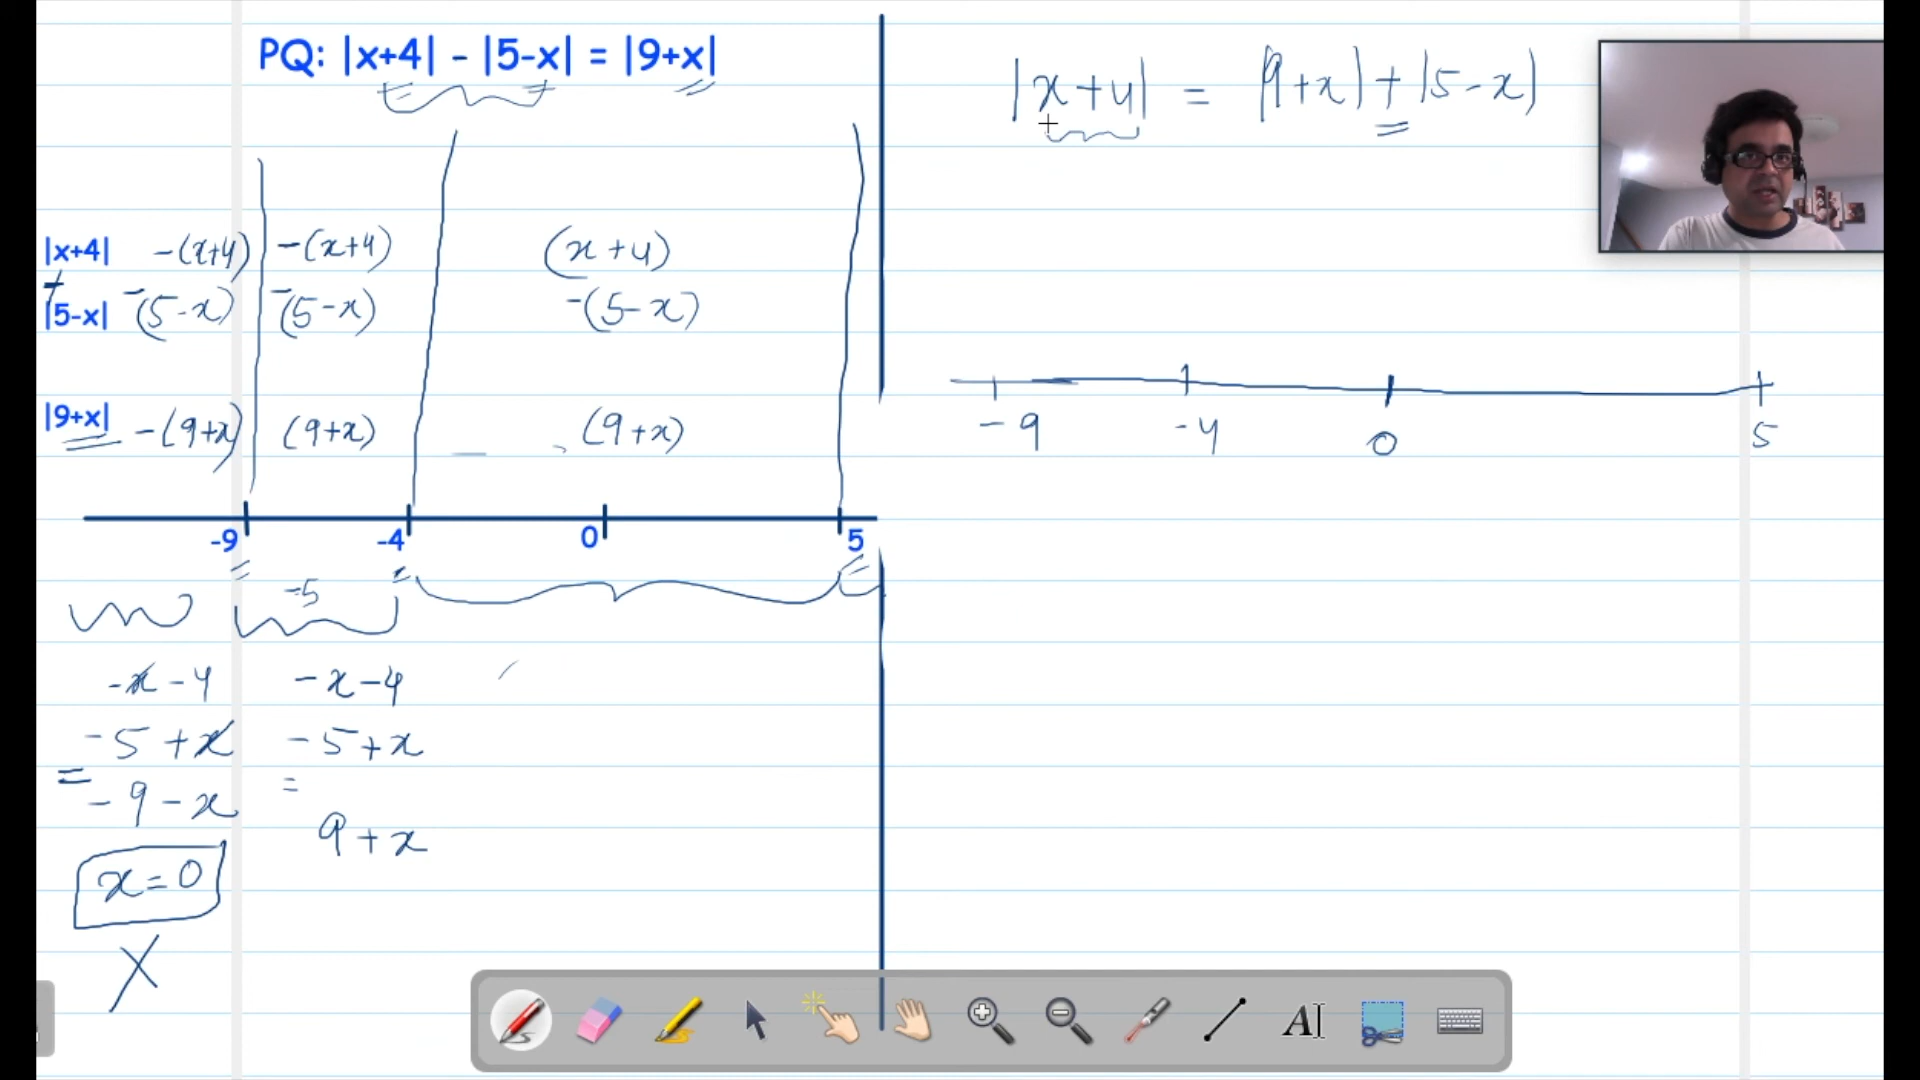 PQ: |x+4| - |5-x| = |9+x|
|x+4| -(x+4) -(x+4) (x+4)
|5-x| -(5-x) -(5-x) -(5-x)
|9+x| -(9+x) (9+x) (9+x)
-9 -4 0 5
-5
-x-4 -x-4
-5+x -5+x
= =
-9-x 9+x
x=0
X
|x+4| = |9+x| + |5-x|
-9 -4 0 5
AI